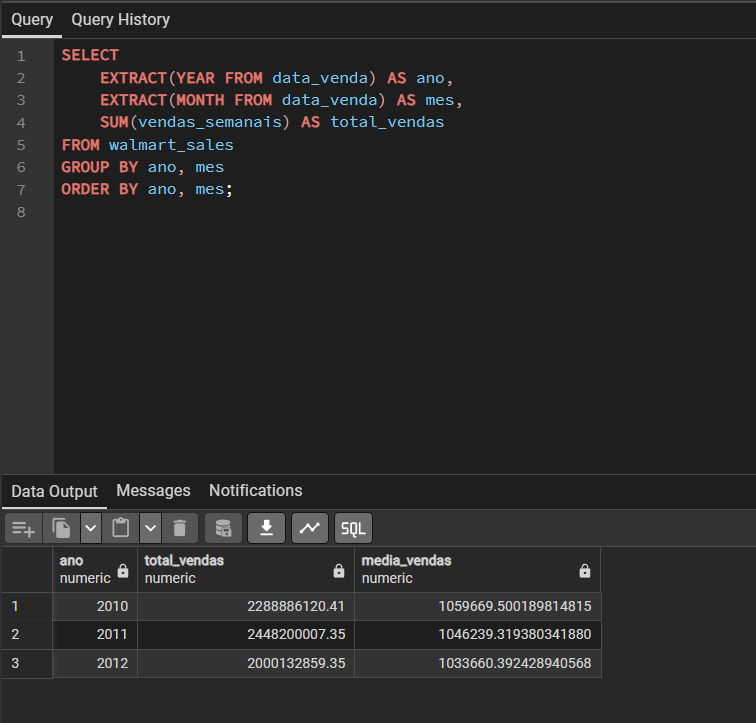 Query Query History
1 SELECT
2 EXTRACT(YEAR FROM data_venda) AS ano,
3 EXTRACT(MONTH FROM data_venda) AS mes,
4 SUM(vendas_semanais) AS total_vendas
5 FROM walmart_sales
6 GROUP BY ano, mes
7 ORDER BY ano, mes;
8
Data Output Messages Notifications
SQL
ano total_vendas media_vendas
numeric numeric numeric
1 2010 2288886120.41 1059669.500189814815
2 2011 2448200007.35 1046239.319380341880
3 2012 2000132859.35 1033660.392428940568